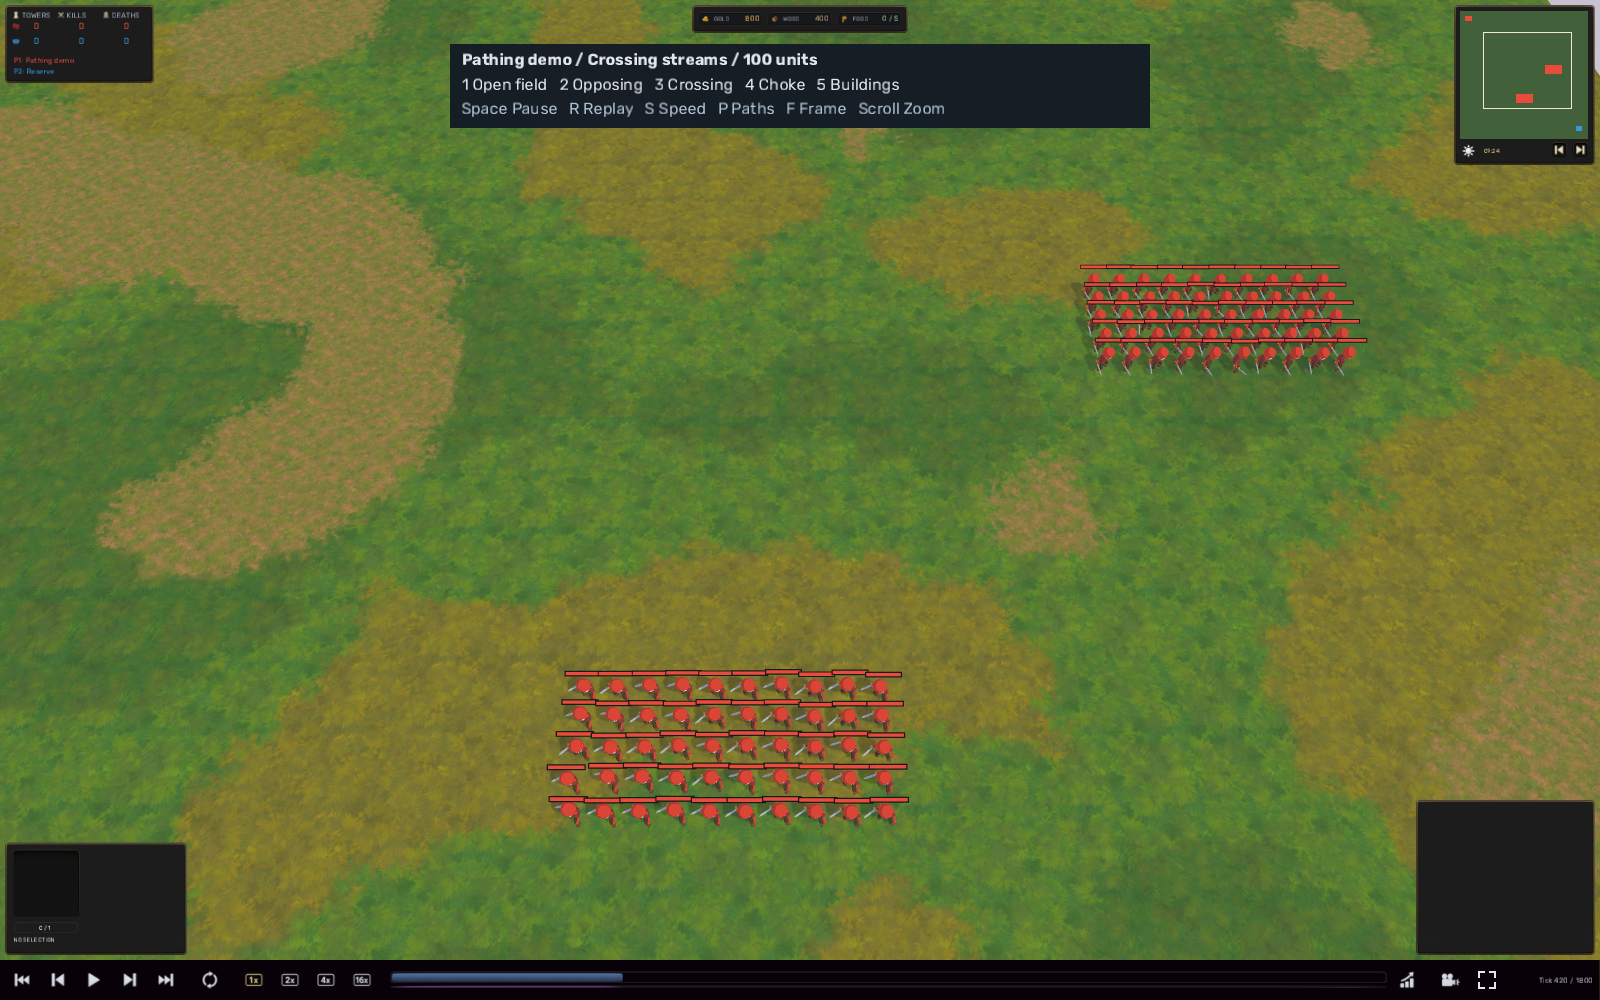 TOWERS KILLS DEATHS
0 0 0
0 0 0
P1: Pathing demo
P2: Reserve
GOLD 800 WOOD 400 FOOD 0 / 5
Pathing demo / Crossing streams / 100 units
1 Open field 2 Opposing 3 Crossing 4 Choke 5 Buildings
Space Pause R Replay S Speed P Paths F Frame Scroll Zoom
0 / 1
NO SELECTION
1x 2x 4x 16x
Tick 420 / 1800